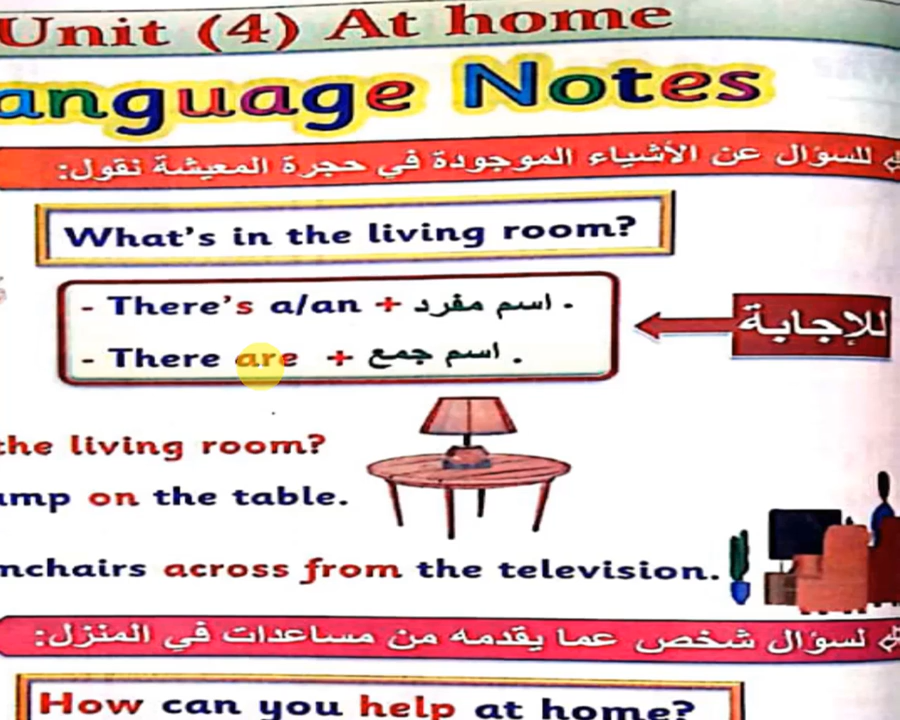 Unit (4) At home
anguage Notes
للسؤال عن الأشياء الموجودة في حجرة المعيشة نقول:
What's in the living room?
- There's a/an + اسم مفرد .
- There are + اسم جمع .
للإجابة
the living room?
amp on the table.
mchairs across from the television.
لسؤال شخص عما يقدمه من مساعدات في المنزل:
How can you help at home?